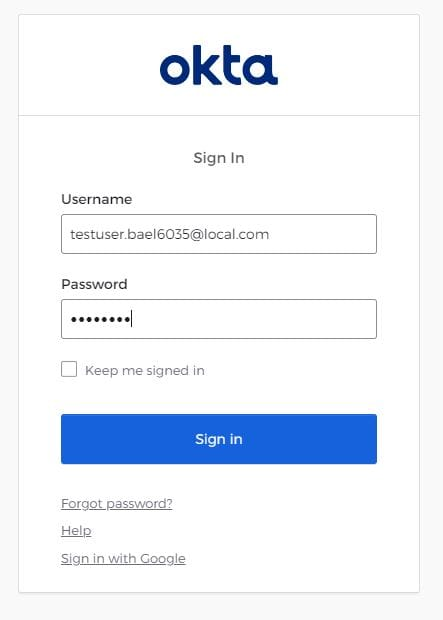 okta
Sign In
Username
testuser.bael6035@local.com
Password
••••••••
Keep me signed in
Sign in
Forgot password?
Help
Sign in with Google